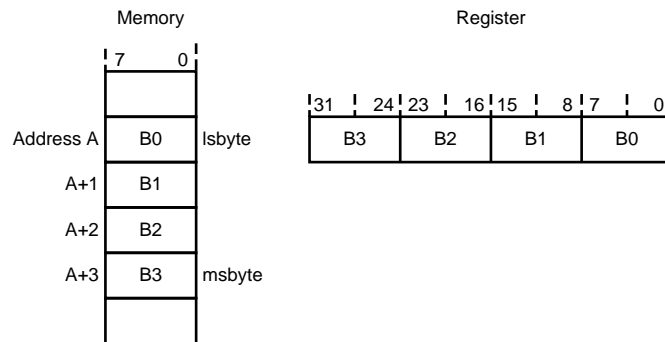 Memory Register
7 0
31 24 23 16 15 8 7 0
Address A B0 lsbyte B3 B2 B1 B0
A+1 B1
A+2 B2
A+3 B3 msbyte